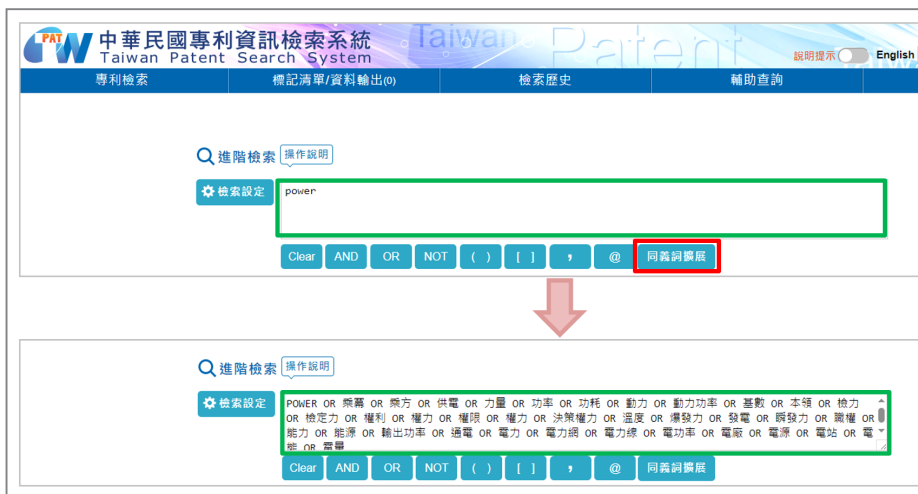 中華民國專利資訊檢索系統
Taiwan Patent Search System
Taiwan Patent
說明提示 English
專利檢索 標記清單/資料輸出(0) 檢索歷史 輔助查詢
進階檢索 操作說明
檢索設定 power
Clear AND OR NOT ( ) [ ] , @ 同義詞擴展
進階檢索 操作說明
檢索設定 POWER OR 乘冪 OR 乘方 OR 供電 OR 力量 OR 功率 OR 功耗 OR 動力 OR 動力功率 OR 基數 OR 本領 OR 檢力
OR 檢定力 OR 權利 OR 權力 OR 權限 OR 權力 OR 決策權力 OR 溫度 OR 爆發力 OR 發電 OR 瞬發力 OR 職權 OR
能力 OR 能源 OR 輸出功率 OR 通電 OR 電力 OR 電力網 OR 電力線 OR 電功率 OR 電廠 OR 電源 OR 電站 OR 電
能 OR 電量
Clear AND OR NOT ( ) [ ] , @ 同義詞擴展